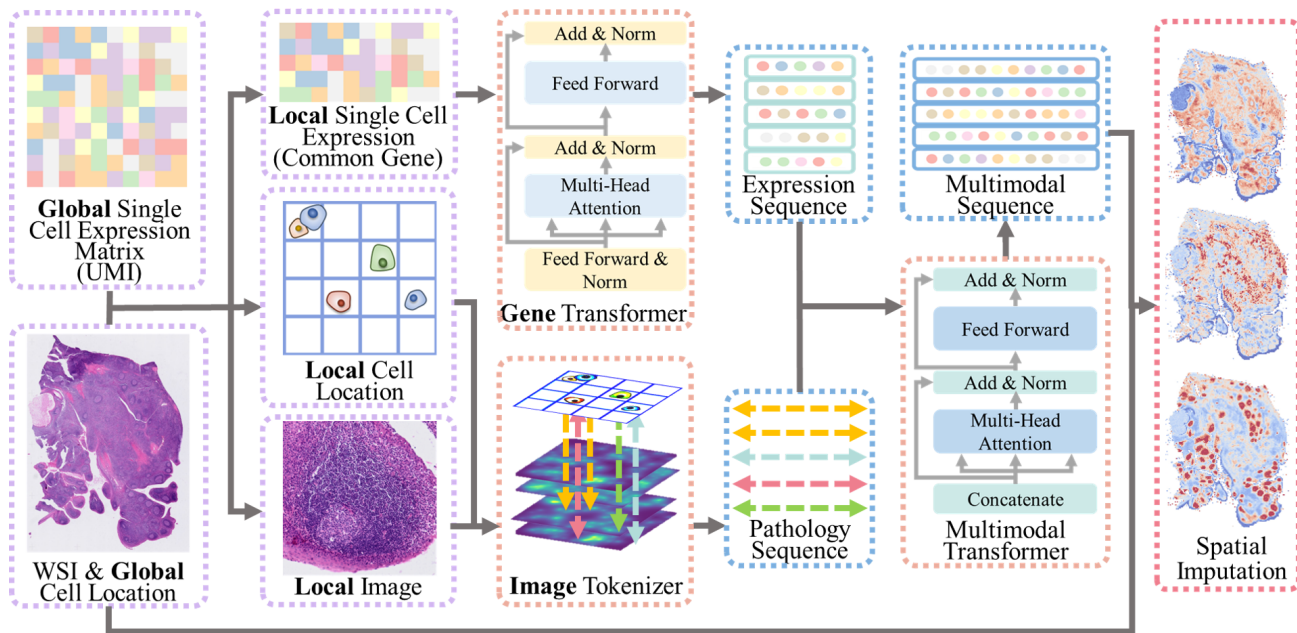 Global Single
Cell Expression
Matrix
(UMI)
WSI & Global
Cell Location
Local Single Cell
Expression
(Common Gene)
Local Cell
Location
Local Image
Add & Norm
Feed Forward
Add & Norm
Multi-Head
Attention
Feed Forward &
Norm
Gene Transformer
Image Tokenizer
Expression
Sequence
Pathology
Sequence
Multimodal
Sequence
Add & Norm
Feed Forward
Add & Norm
Multi-Head
Attention
Concatenate
Multimodal
Transformer
Spatial
Imputation